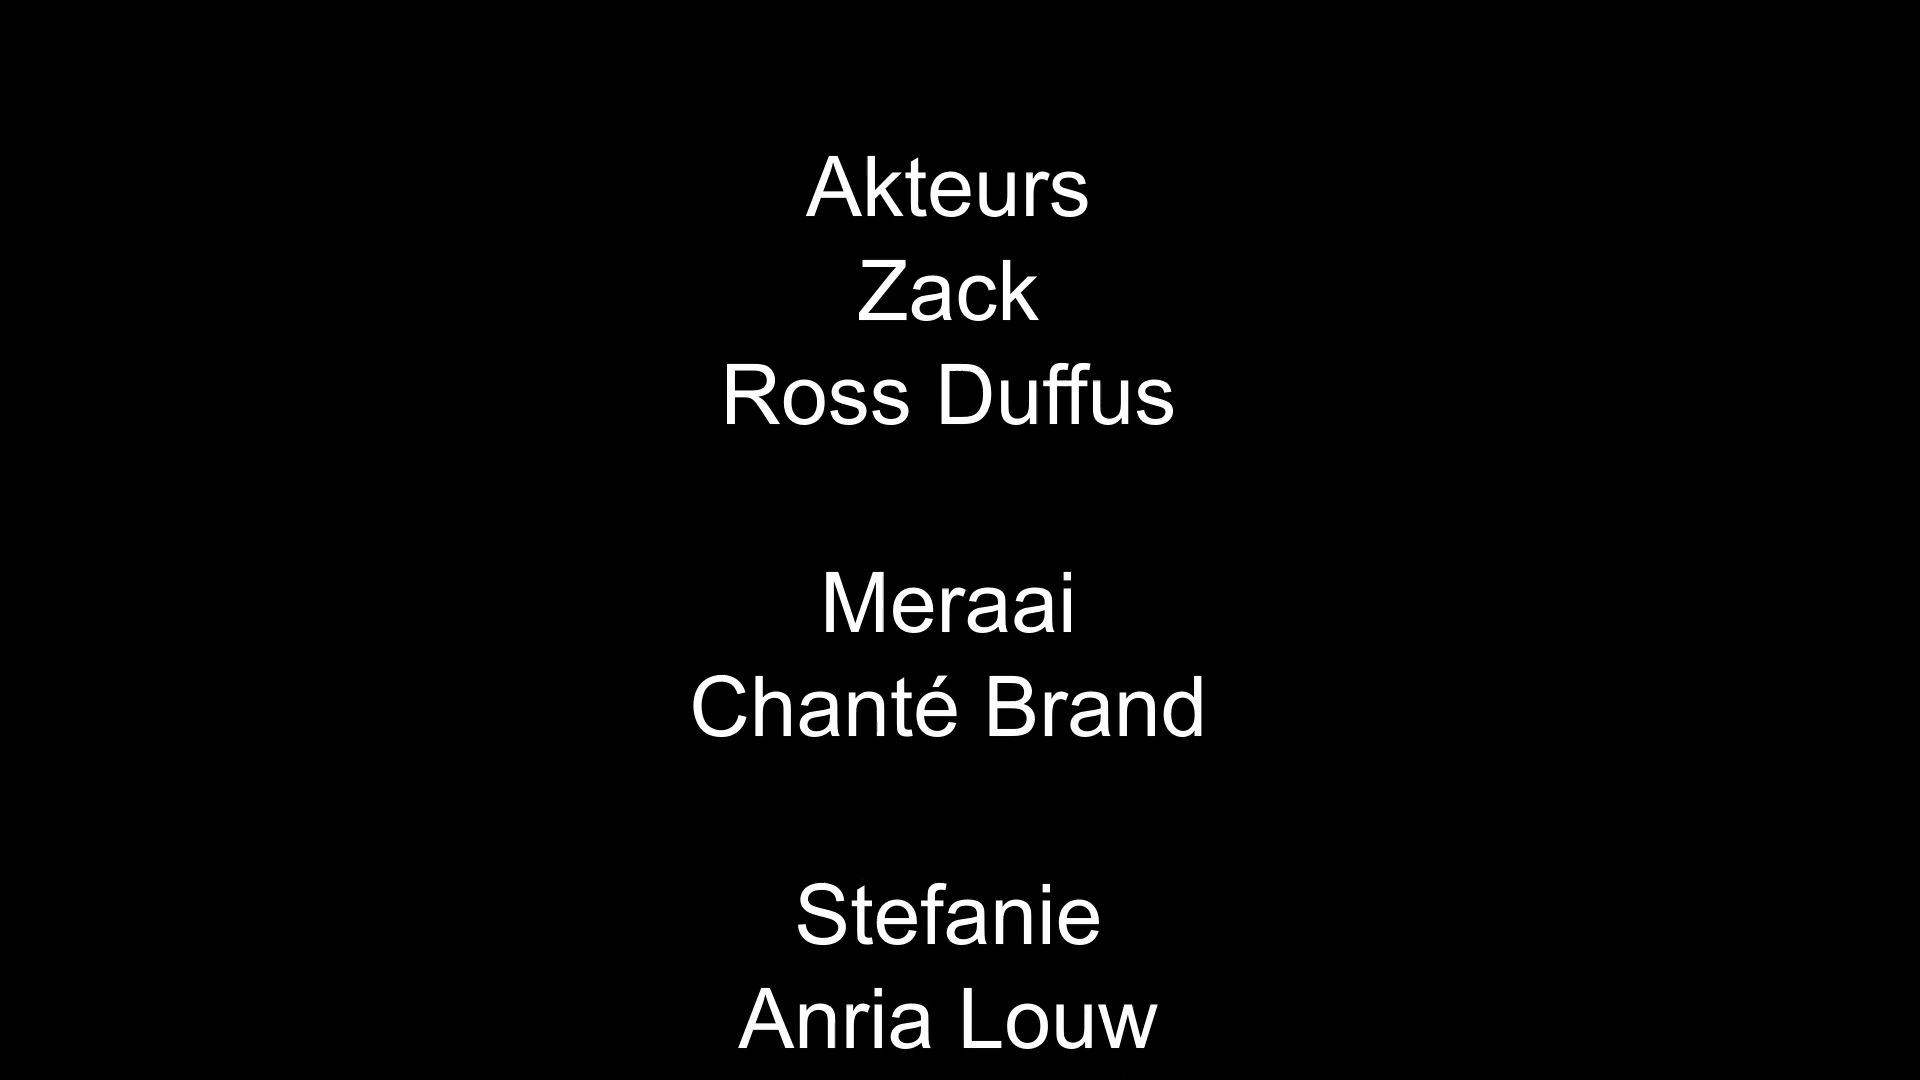 Akteurs
Zack
Ross Duffus
Meraai
Chanté Brand
Stefanie
Anria Louw